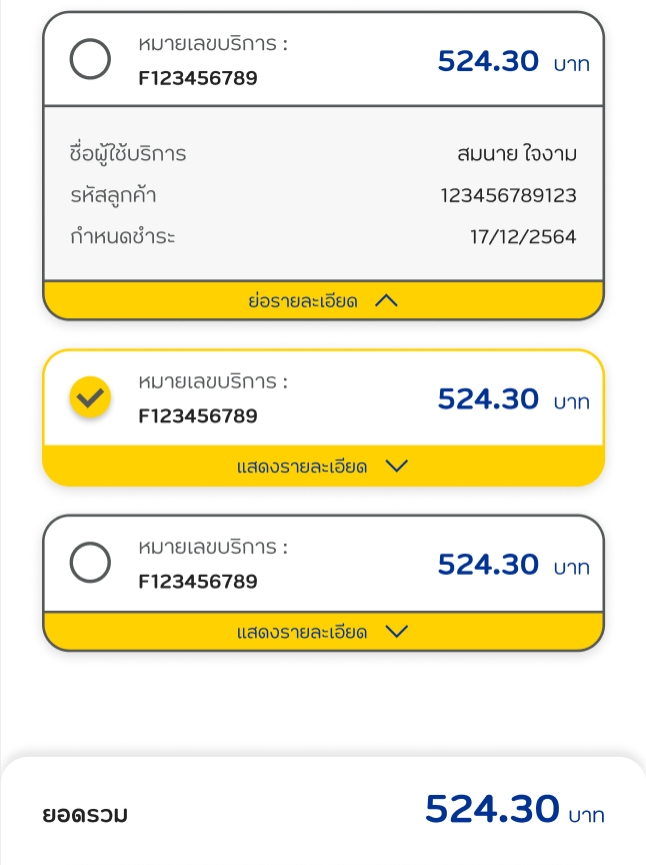 หมายเลขบริการ :
524.30 บาท
F123456789
ชื่อผู้ใช้บริการ สมนาย ใจงาม
รหัสลูกค้า 123456789123
กำหนดชำระ 17/12/2564
ย่อรายละเอียด
หมายเลขบริการ :
524.30 บาท
F123456789
แสดงรายละเอียด
หมายเลขบริการ :
524.30 บาท
F123456789
แสดงรายละเอียด
ยอดรวม 524.30 บาท